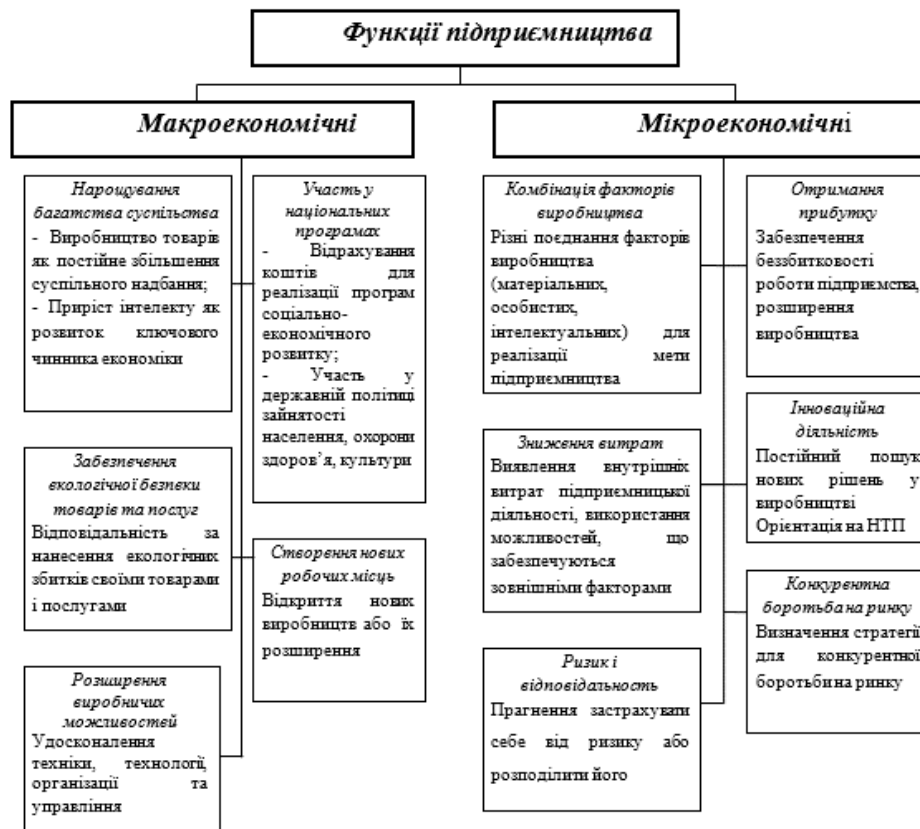 Функції підприємництва
Макроекономічні
Мікроекономічні
Нарощування
багатства суспільства
- Виробництво товарів
як постійне збільшення
суспільного надбання;
- Приріст інтелекту як
розвиток ключового
чинника економіки
Участь у
національних
програмах
- Відрахування
коштів для
реалізації програм
соціально-
економічного
розвитку;
- Участь у
державній політиці
зайнятості
населення, охорони
здоров’я, культури
Забезпечення
екологічної безпеки
товарів та послуг
Відповідальність за
нанесення екологічних
збитків своїми товарами
і послугами
Створення нових
робочих місць
Відкриття нових
виробництв або їх
розширення
Розширення
виробничих
можливостей
Удосконалення
техніки, технології,
організації та
управління
Комбінація факторів
виробництва
Різні поєднання факторів
виробництва
(матеріальних,
особистих,
інтелектуальних) для
реалізації мети
підприємництва
Отримання
прибутку
Забезпечення
беззбитковості
роботи підприємства,
розширення
виробництва
Зниження витрат
Виявлення внутрішніх
витрат підприємницької
діяльності, використання
можливостей, що
забезпечуються
зовнішніми факторами
Інноваційна
діяльність
Постійний пошук
нових рішень у
виробництві
Орієнтація на НТП
Ризик і
відповідальность
Прагнення застрахувати
себе від ризику або
розподілити його
Конкурентна
боротьба на ринку
Визначення стратегії
для конкурентної
боротьби на ринку